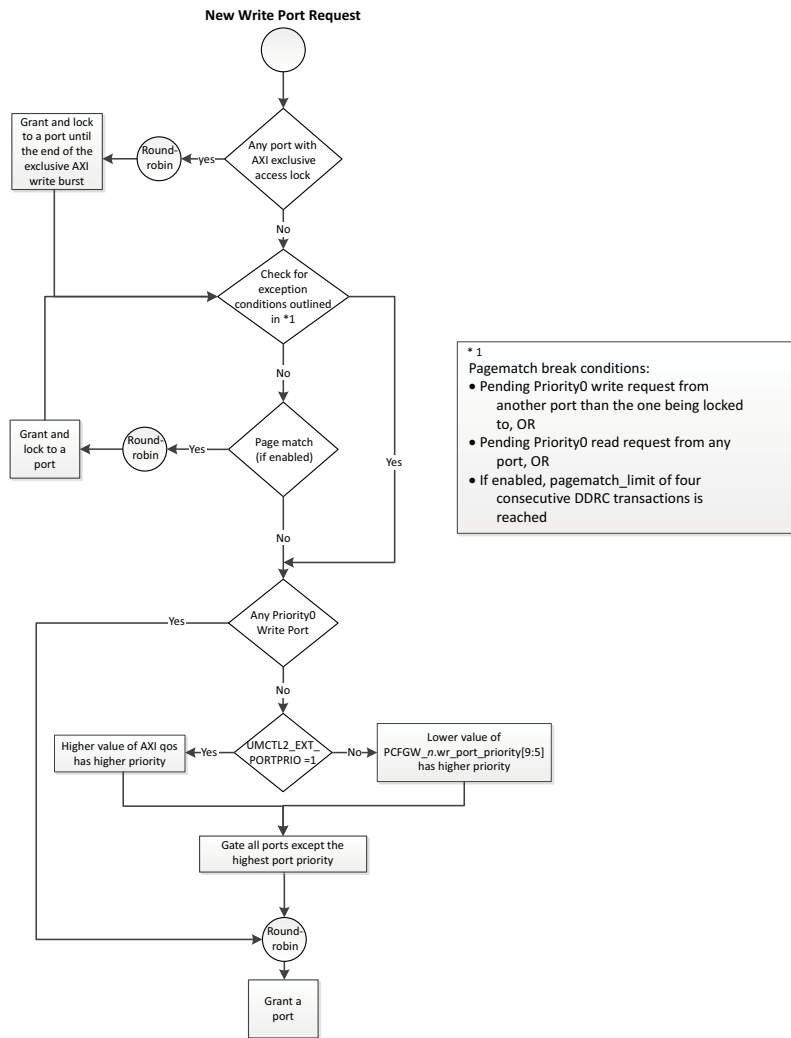 New Write Port Request
Grant and lock
to a port until
the end of the
exclusive AXI
write burst
Round-
robin
yes
Any port with
AXI exclusive
access lock
No
Check for
exception
conditions outlined
in *1
No
Grant and
lock to a
port
Round-
robin
Yes
Page match
(if enabled)
Yes
No
* 1
Pagematch break conditions:
• Pending Priority0 write request from
another port than the one being locked
to, OR
• Pending Priority0 read request from any
port, OR
• If enabled, pagematch_limit of four
consecutive DDRC transactions is
reached
Yes
Any Priority0
Write Port
No
Higher value of AXI qos
has higher priority
Yes
UMCTL2_EXT_
PORTPRIO =1
No
Lower value of
PCFGW_n.wr_port_priority[9:5]
has higher priority
Gate all ports except the
highest port priority
Round-
robin
Grant a
port